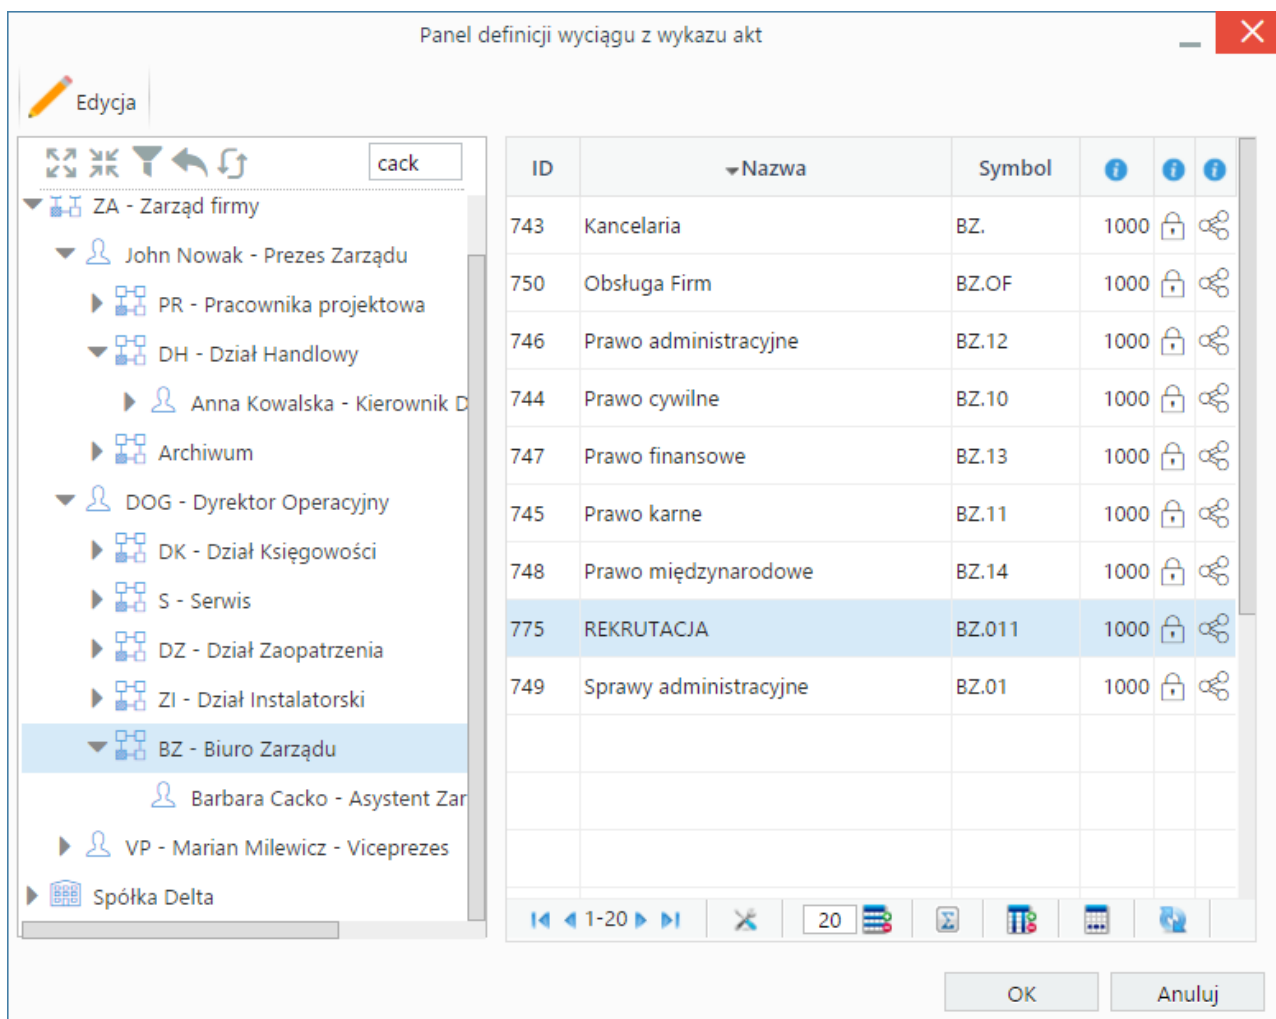 Panel definicji wyciągu z wykazu akt
Edycja
cack
ZA - Zarząd firmy
John Nowak - Prezes Zarządu
PR - Pracownika projektowa
DH - Dział Handlowy
Anna Kowalska - Kierownik D
Archiwum
DOG - Dyrektor Operacyjny
DK - Dział Księgowości
S - Serwis
DZ - Dział Zaopatrzenia
ZI - Dział Instalatorski
BZ - Biuro Zarządu
Barbara Cacko - Asystent Zar
VP - Marian Milewicz - Viceprezes
Spółka Delta
ID Nazwa Symbol
743 Kancelaria BZ. 1000
750 Obsługa Firm BZ.OF 1000
746 Prawo administracyjne BZ.12 1000
744 Prawo cywilne BZ.10 1000
747 Prawo finansowe BZ.13 1000
745 Prawo karne BZ.11 1000
748 Prawo międzynarodowe BZ.14 1000
775 REKRUTACJA BZ.011 1000
749 Sprawy administracyjne BZ.01 1000
1-20 20
OK Anuluj